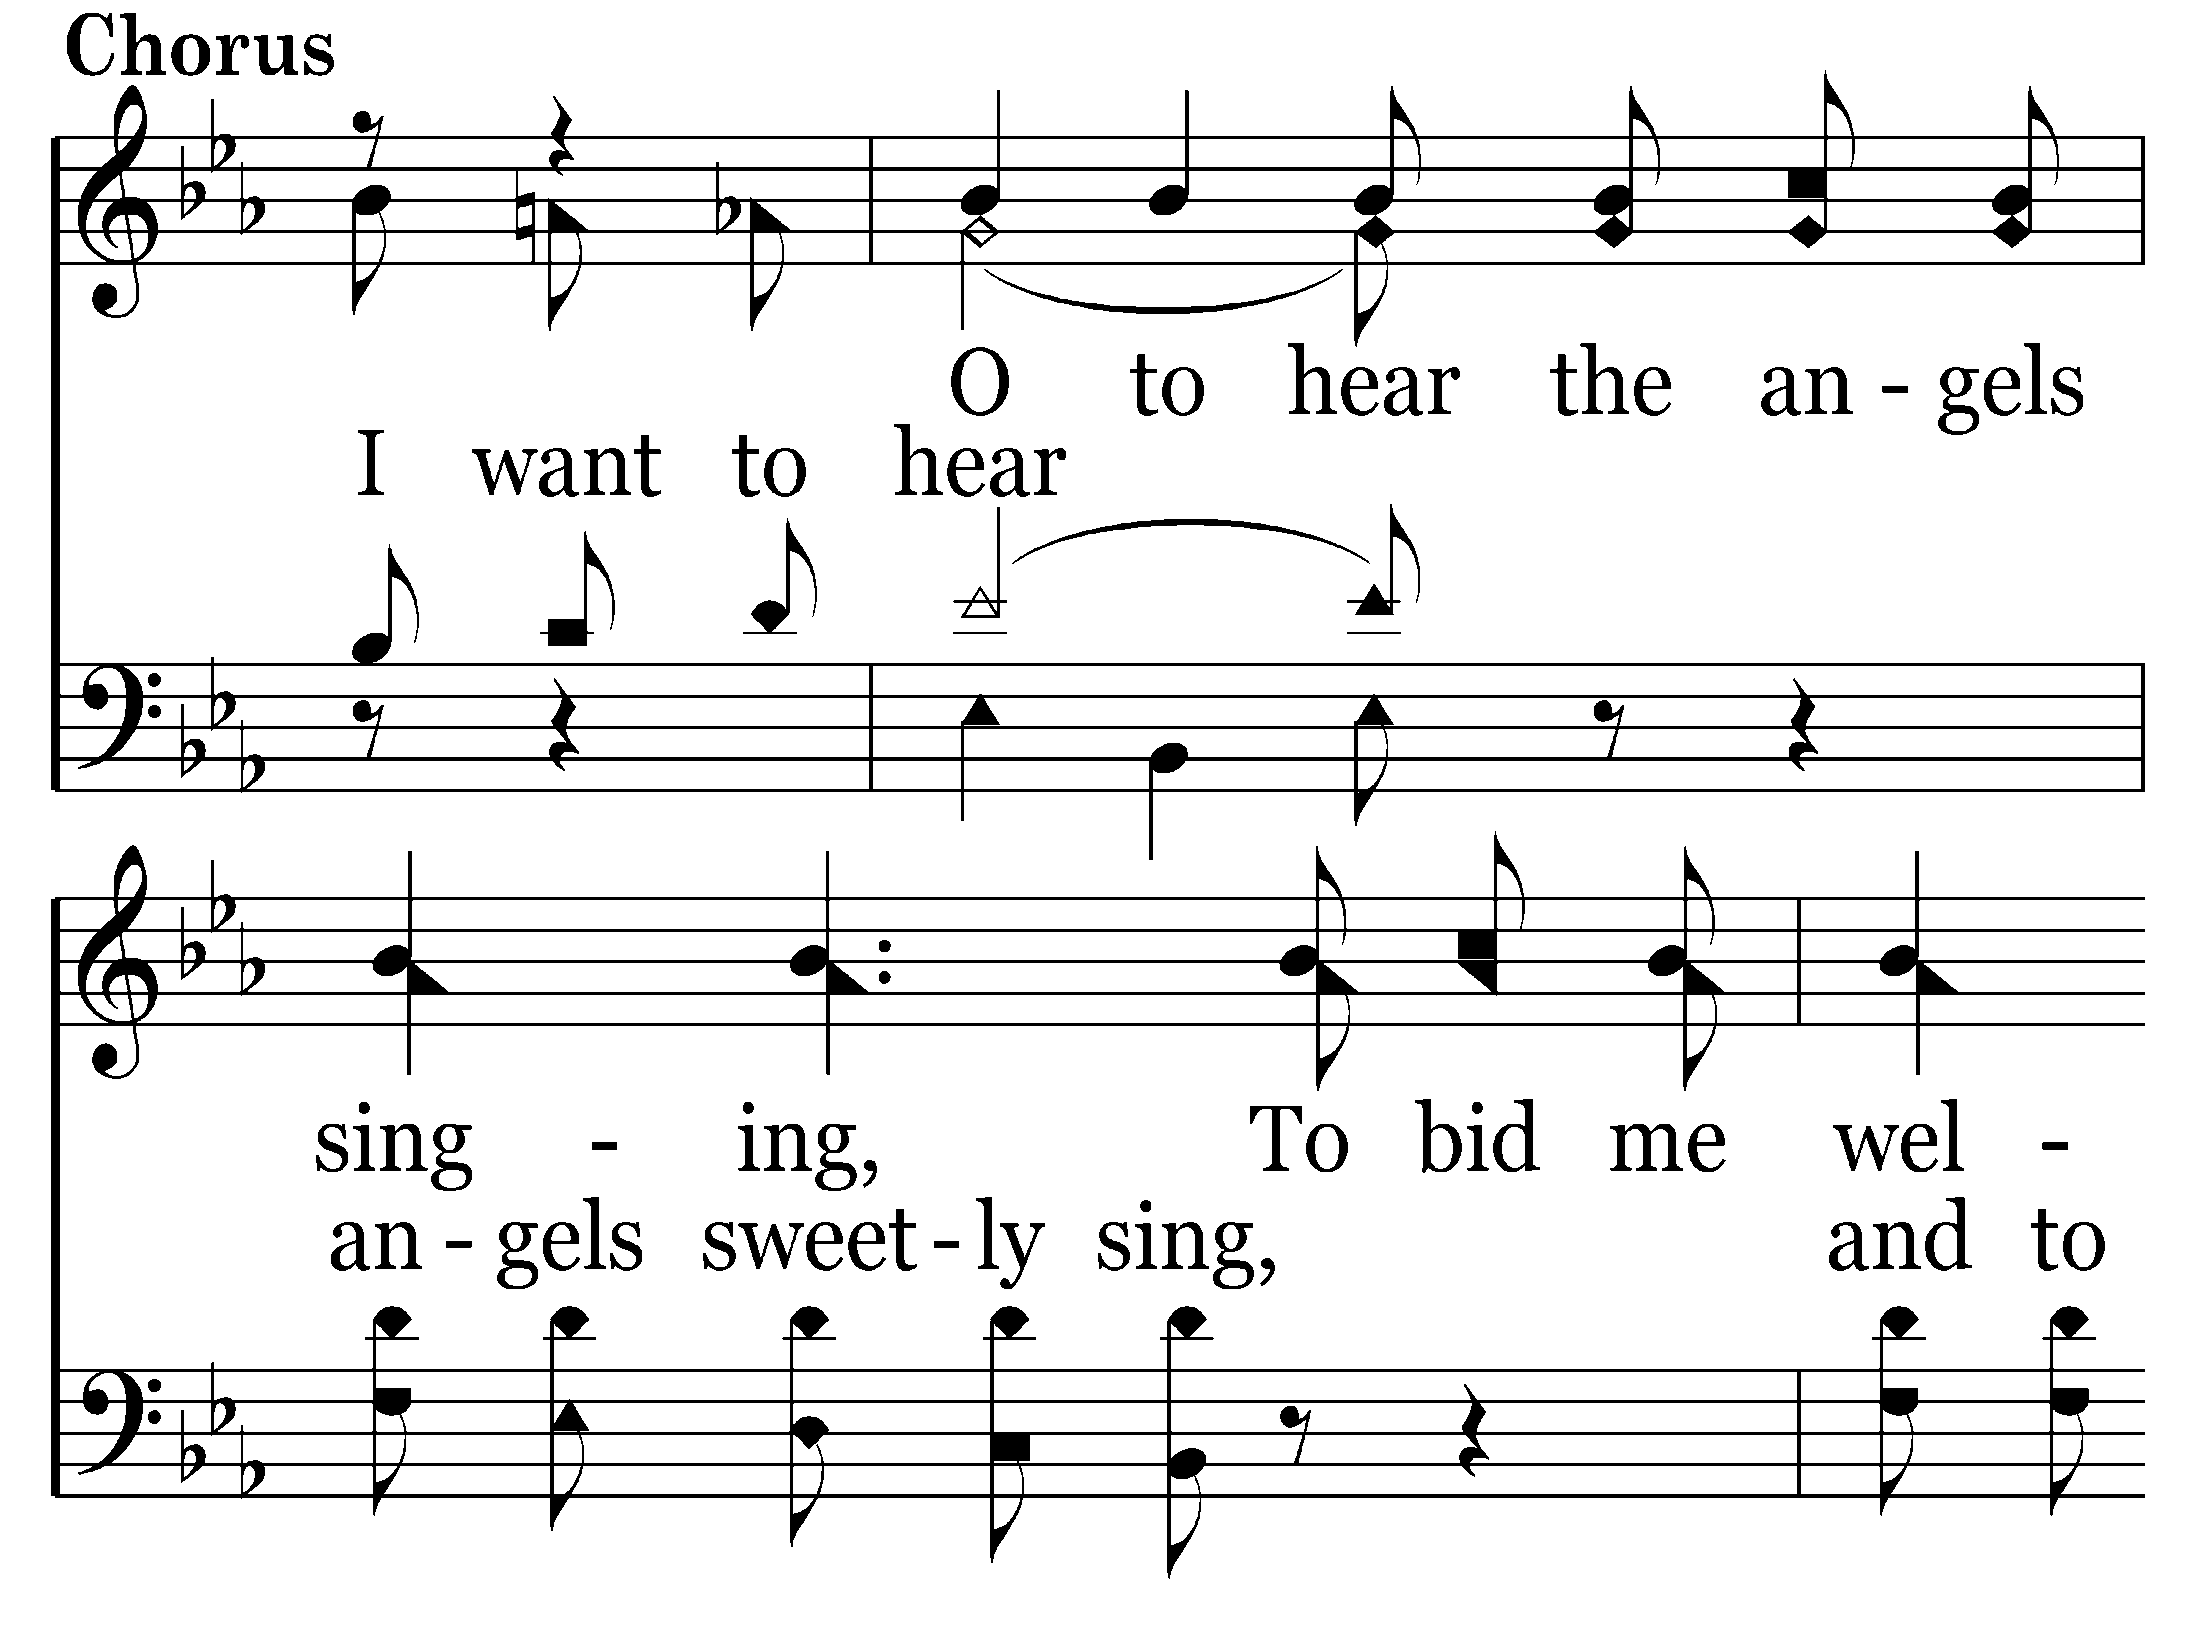 Chorus
O to hear the an - gels
I want to hear
sing - ing, To bid me wel -
an - gels sweet - ly sing, and to